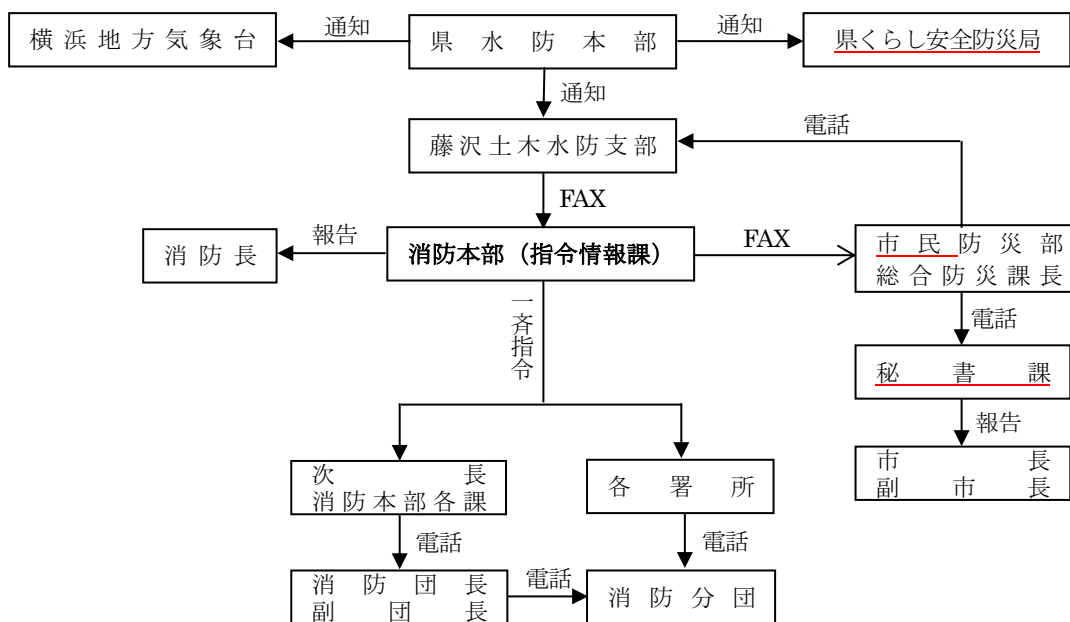 横浜地方気象台
通知
県水防本部
通知
県くらし安全防災局
通知
藤沢土木水防支部
電話
FAX
消防長
報告
消防本部（指令情報課）
FAX
市民防災部
総合防災課長
一斉指令
電話
秘書課
報告
市長
副市長
次長
消防本部各課
各署所
電話
電話
消防団長
副団長
電話
消防分団